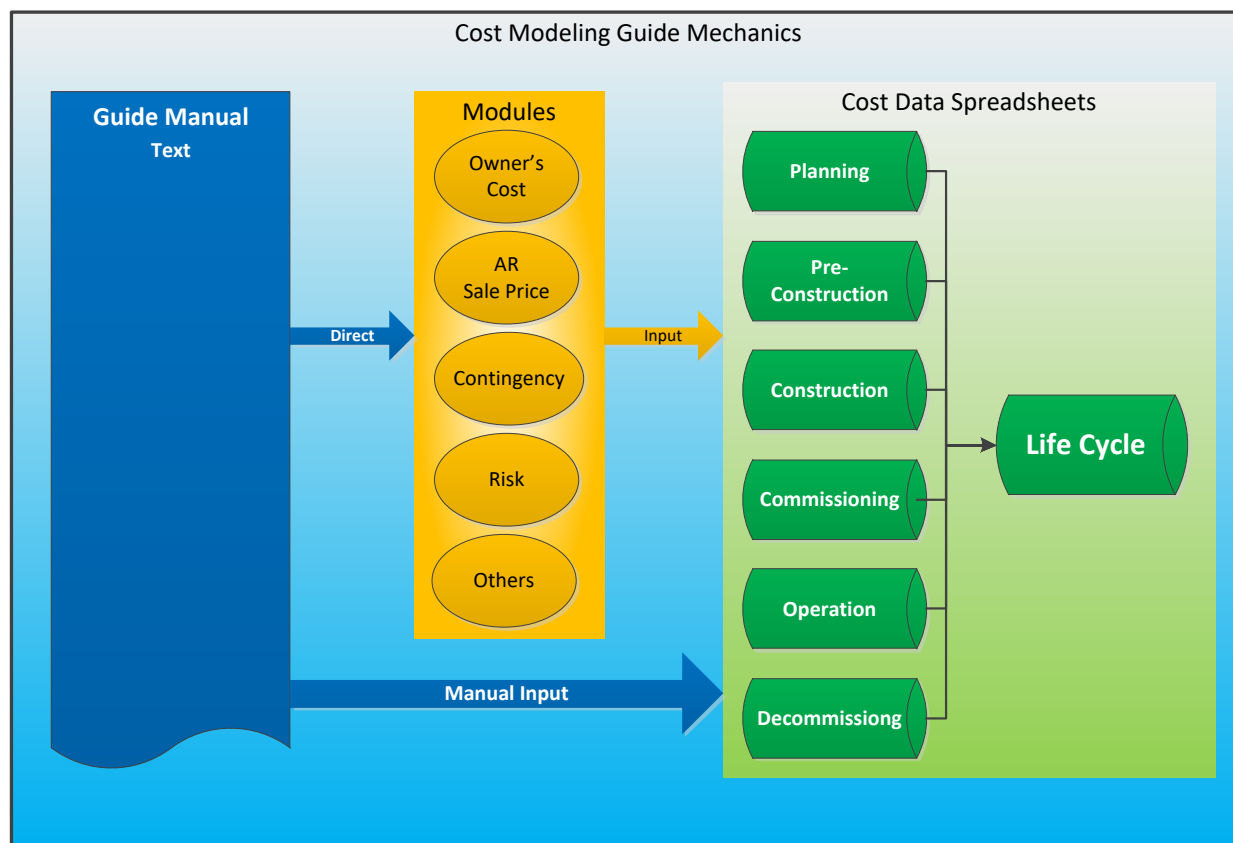 Cost Modeling Guide Mechanics
Guide Manual
Text
Direct
Manual Input
Modules
Owner's
Cost
AR
Sale Price
Contingency
Risk
Others
Input
Cost Data Spreadsheets
Planning
Pre-
Construction
Construction
Commissioning
Operation
Decommissiong
Life Cycle